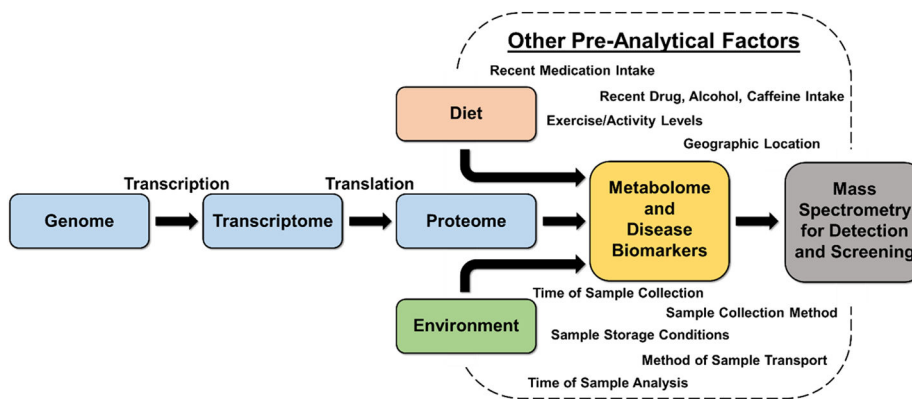 Other Pre-Analytical Factors
Recent Medication Intake
Recent Drug, Alcohol, Caffeine Intake
Diet
Exercise/Activity Levels
Geographic Location
Transcription
Translation
Genome
Transcriptome
Proteome
Metabolome
and
Disease
Biomarkers
Mass
Spectrometry
for Detection
and Screening
Time of Sample Collection
Sample Collection Method
Environment
Sample Storage Conditions
Method of Sample Transport
Time of Sample Analysis